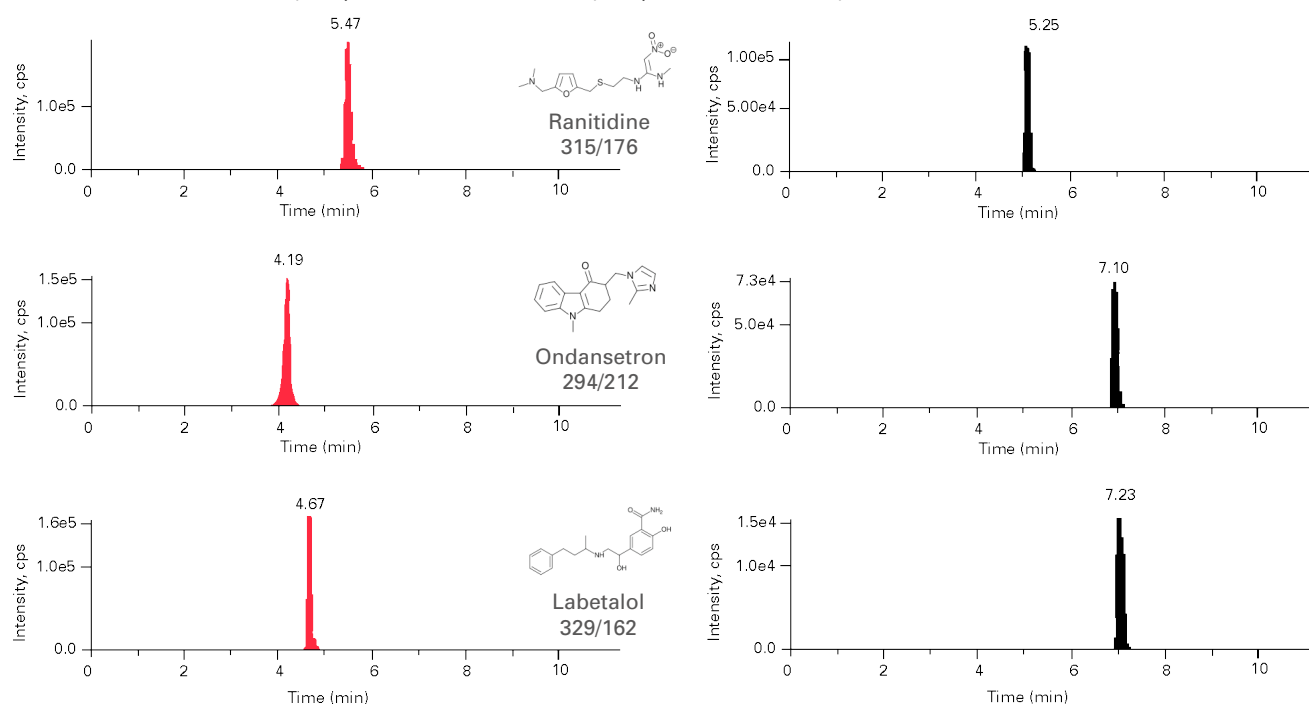 5.47
Intensity, cps
1.0e5
0.0
0 2 4 6 8 10
Time (min)
N
O
S
N
H
N
H
N⊕
O
O⊖
Ranitidine
315/176
5.25
Intensity, cps
1.00e5
5.00e4
0.0
0 2 4 6 8 10
Time (min)
4.19
Intensity, cps
1.5e5
1.0e5
0.0
0 2 4 6 8 10
Time (min)
O
N
N
N
Ondansetron
294/212
7.10
Intensity, cps
7.3e4
5.0e4
0.0
0 2 4 6 8 10
Time (min)
4.67
Intensity, cps
1.6e5
1.0e5
0.0
0 2 4 6 8 10
Time (min)
O
NH₂
OH
NH
OH
Labetalol
329/162
7.23
Intensity, cps
1.5e4
1.0e4
0.0
0 2 4 6 8 10
Time (min)